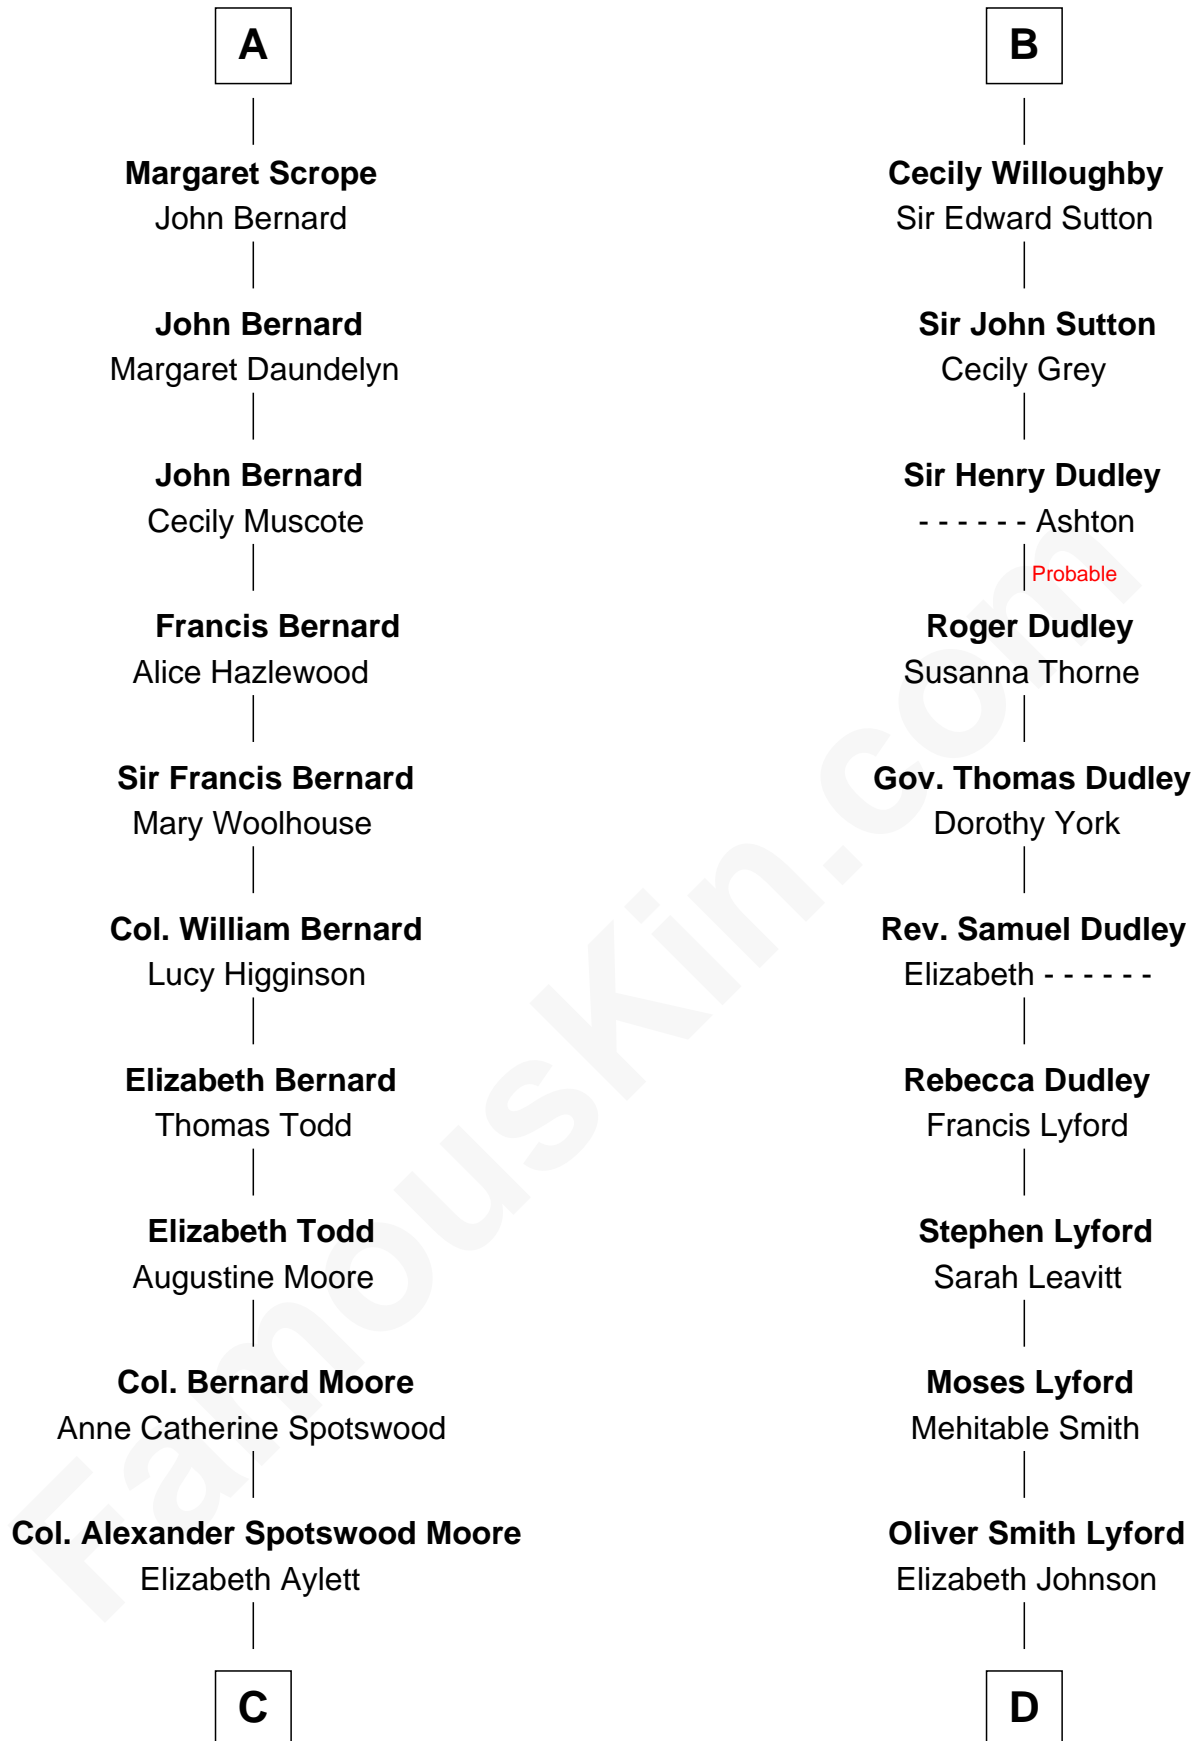 A
Margaret Scrope
John Bernard
John Bernard
Margaret Daundelyn
John Bernard
Cecily Muscote
Francis Bernard
Alice Hazlewood
Sir Francis Bernard
Mary Woolhouse
Col. William Bernard
Lucy Higginson
Elizabeth Bernard
Thomas Todd
Elizabeth Todd
Augustine Moore
Col. Bernard Moore
Anne Catherine Spotswood
Col. Alexander Spotswood Moore
Elizabeth Aylett
C
B
Cecily Willoughby
Sir Edward Sutton
Sir John Sutton
Cecily Grey
Sir Henry Dudley
- - - - - - Ashton
Probable
Roger Dudley
Susanna Thorne
Gov. Thomas Dudley
Dorothy York
Rev. Samuel Dudley
Elizabeth - - - - - -
Rebecca Dudley
Francis Lyford
Stephen Lyford
Sarah Leavitt
Moses Lyford
Mehitable Smith
Oliver Smith Lyford
Elizabeth Johnson
D
FamousKin.com